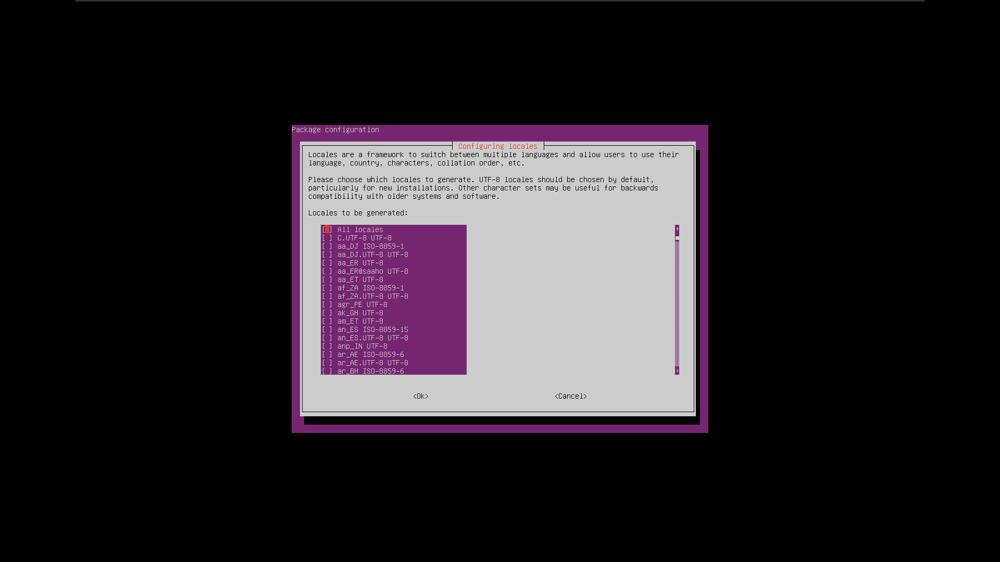 Package configuration
Configuring locales
Locales are a framework to switch between multiple languages and allow users to use their
language, country, characters, collation order, etc.
Please choose which locales to generate. UTF-8 locales should be chosen by default,
particularly for new installations. Other character sets may be useful for backwards
compatibility with older systems and software.
Locales to be generated:
[ ] All locales
[ ] C.UTF-8 UTF-8
[ ] aa_DJ ISO-8859-1
[ ] aa_DJ.UTF-8 UTF-8
[ ] aa_ER UTF-8
[ ] aa_ER@saaho UTF-8
[ ] aa_ET UTF-8
[ ] af_ZA ISO-8859-1
[ ] af_ZA.UTF-8 UTF-8
[ ] agr_PE UTF-8
[ ] ak_GH UTF-8
[ ] am_ET UTF-8
[ ] an_ES ISO-8859-15
[ ] an_ES.UTF-8 UTF-8
[ ] anp_IN UTF-8
[ ] ar_AE ISO-8859-6
[ ] ar_AE.UTF-8 UTF-8
[ ] ar_BH ISO-8859-6
<Ok> <Cancel>